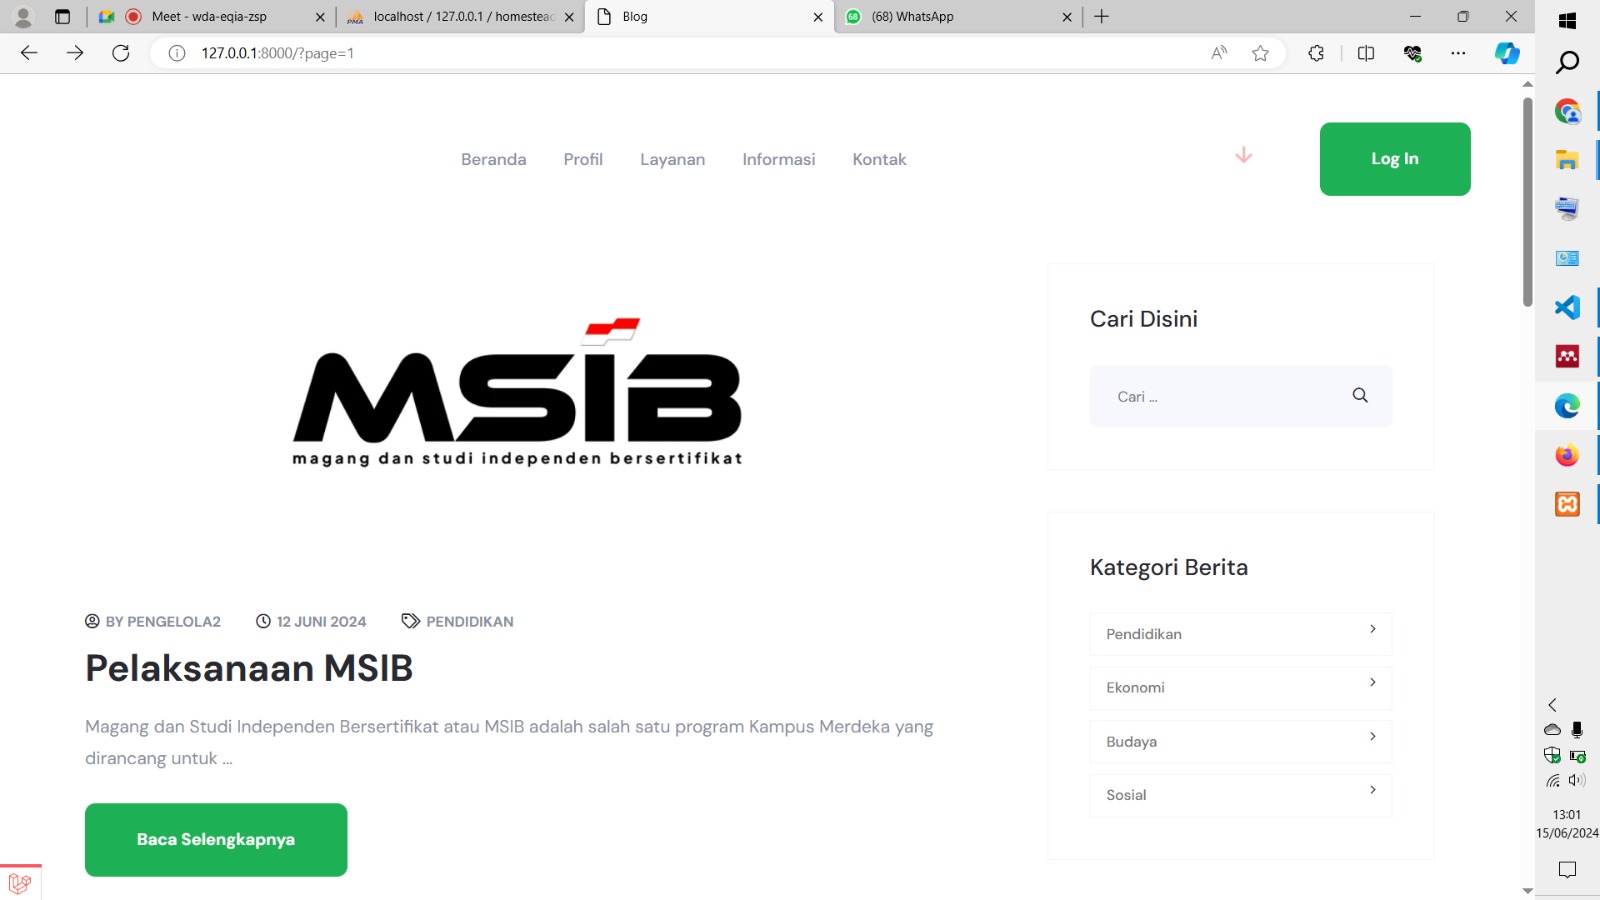 Meet - wda-eqia-zsp
localhost / 127.0.0.1 / homestead
Blog
(68) WhatsApp
127.0.0.1:8000/?page=1
Beranda
Profil
Layanan
Informasi
Kontak
Log In
MSIB
magang dan studi independen bersertifikat
BY PENGELOLA2
12 JUNI 2024
PENDIDIKAN
Pelaksanaan MSIB
Magang dan Studi Independen Bersertifikat atau MSIB adalah salah satu program Kampus Merdeka yang
dirancang untuk ...
Baca Selengkapnya
Cari Disini
Cari ...
Kategori Berita
Pendidikan
Ekonomi
Budaya
Sosial
13:01
15/06/2024